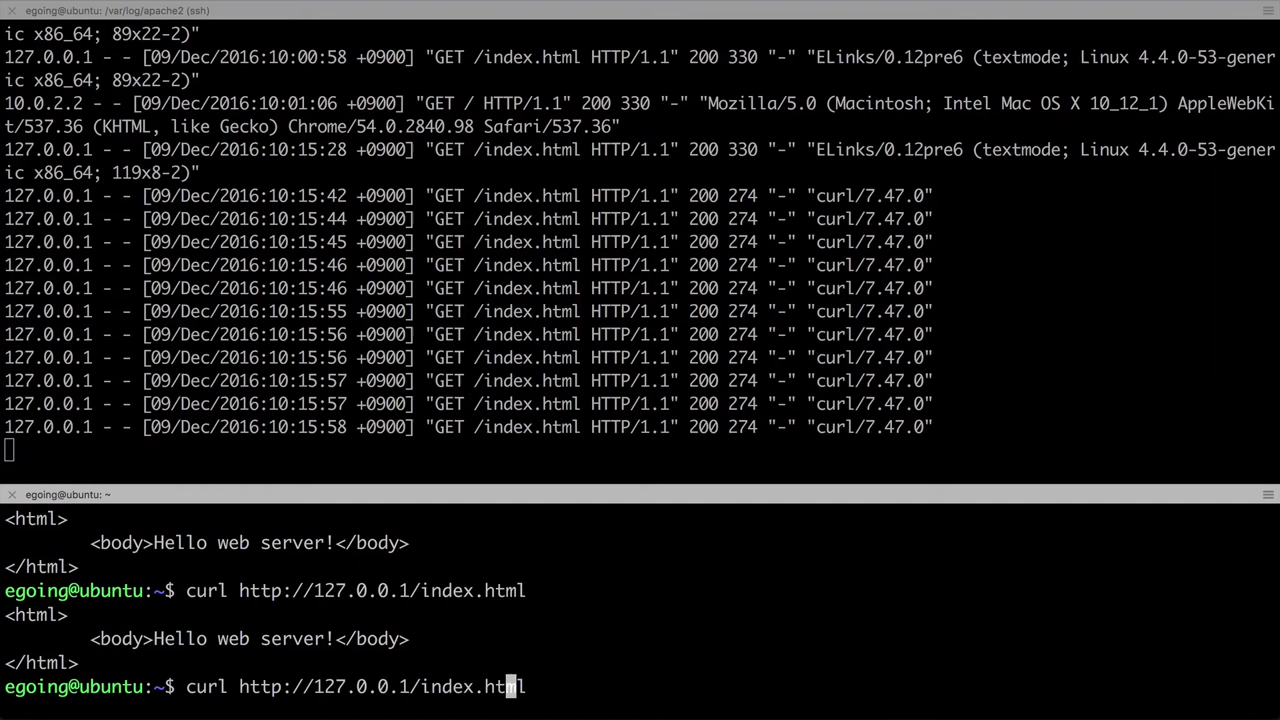 egoing@ubuntu: /var/log/apache2 (ssh)
ic x86_64; 89x22-2)"
127.0.0.1 - - [09/Dec/2016:10:00:58 +0900] "GET /index.html HTTP/1.1" 200 330 "-" "ELinks/0.12pre6 (textmode; Linux 4.4.0-53-gener
ic x86_64; 89x22-2)"
10.0.2.2 - - [09/Dec/2016:10:01:06 +0900] "GET / HTTP/1.1" 200 330 "-" "Mozilla/5.0 (Macintosh; Intel Mac OS X 10_12_1) AppleWebKi
t/537.36 (KHTML, like Gecko) Chrome/54.0.2840.98 Safari/537.36"
127.0.0.1 - - [09/Dec/2016:10:15:28 +0900] "GET /index.html HTTP/1.1" 200 330 "-" "ELinks/0.12pre6 (textmode; Linux 4.4.0-53-gener
ic x86_64; 119x8-2)"
127.0.0.1 - - [09/Dec/2016:10:15:42 +0900] "GET /index.html HTTP/1.1" 200 274 "-" "curl/7.47.0"
127.0.0.1 - - [09/Dec/2016:10:15:44 +0900] "GET /index.html HTTP/1.1" 200 274 "-" "curl/7.47.0"
127.0.0.1 - - [09/Dec/2016:10:15:45 +0900] "GET /index.html HTTP/1.1" 200 274 "-" "curl/7.47.0"
127.0.0.1 - - [09/Dec/2016:10:15:46 +0900] "GET /index.html HTTP/1.1" 200 274 "-" "curl/7.47.0"
127.0.0.1 - - [09/Dec/2016:10:15:46 +0900] "GET /index.html HTTP/1.1" 200 274 "-" "curl/7.47.0"
127.0.0.1 - - [09/Dec/2016:10:15:55 +0900] "GET /index.html HTTP/1.1" 200 274 "-" "curl/7.47.0"
127.0.0.1 - - [09/Dec/2016:10:15:56 +0900] "GET /index.html HTTP/1.1" 200 274 "-" "curl/7.47.0"
127.0.0.1 - - [09/Dec/2016:10:15:56 +0900] "GET /index.html HTTP/1.1" 200 274 "-" "curl/7.47.0"
127.0.0.1 - - [09/Dec/2016:10:15:57 +0900] "GET /index.html HTTP/1.1" 200 274 "-" "curl/7.47.0"
127.0.0.1 - - [09/Dec/2016:10:15:57 +0900] "GET /index.html HTTP/1.1" 200 274 "-" "curl/7.47.0"
127.0.0.1 - - [09/Dec/2016:10:15:58 +0900] "GET /index.html HTTP/1.1" 200 274 "-" "curl/7.47.0"
egoing@ubuntu: ~
<html>
        <body>Hello web server!</body>
</html>
egoing@ubuntu:~$ curl http://127.0.0.1/index.html
<html>
        <body>Hello web server!</body>
</html>
egoing@ubuntu:~$ curl http://127.0.0.1/index.html